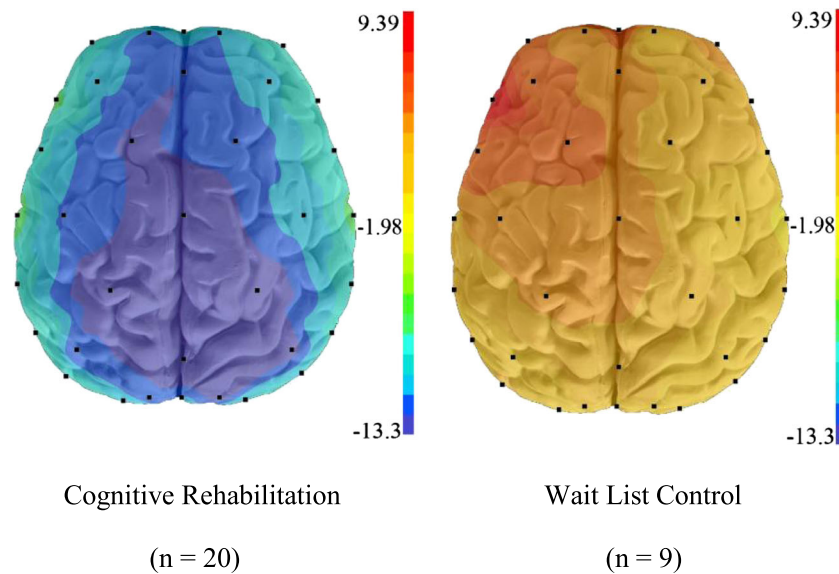 9.39
-1.98
-13.3
9.39
-1.98
-13.3
Cognitive Rehabilitation
Wait List Control
(n = 20)
(n = 9)